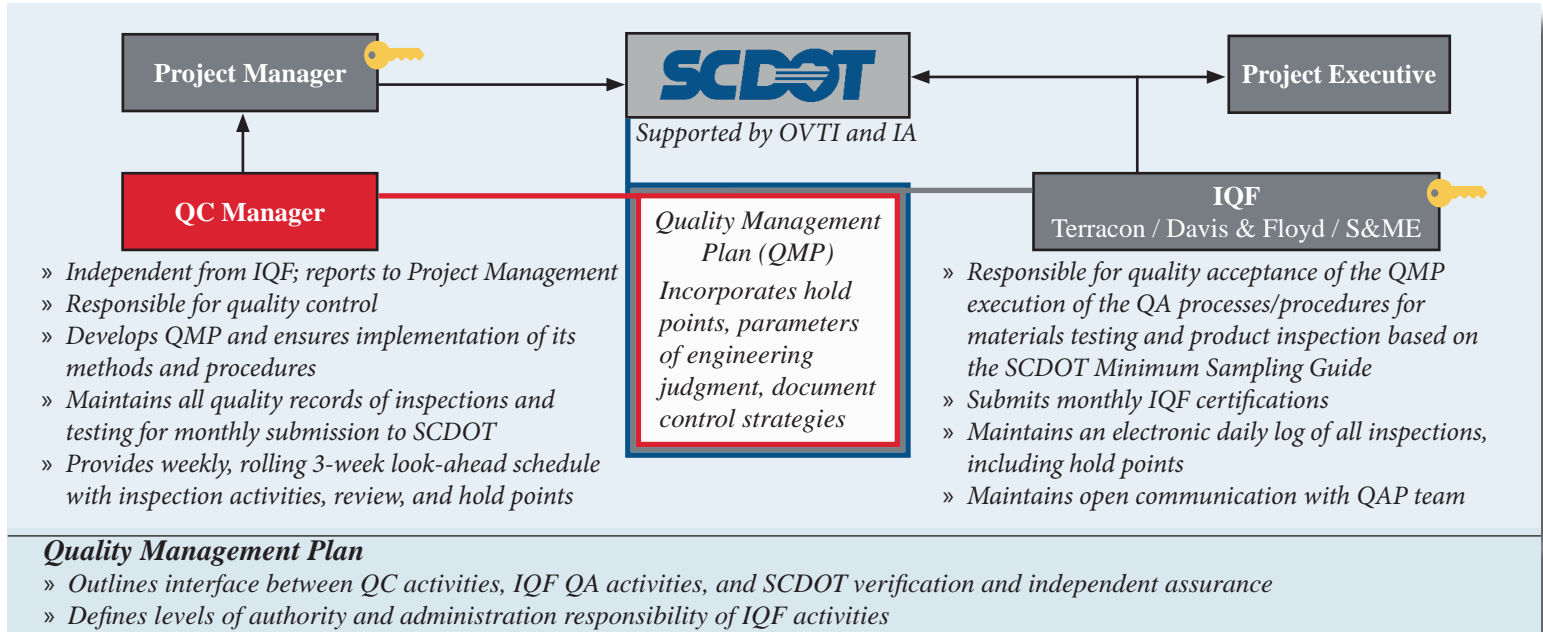 Project Manager
SCDOT
Supported by OVTI and IA
Project Executive
QC Manager
» Independent from IQF; reports to Project Management
» Responsible for quality control
» Develops QMP and ensures implementation of its
methods and procedures
» Maintains all quality records of inspections and
testing for monthly submission to SCDOT
» Provides weekly, rolling 3-week look-ahead schedule
with inspection activities, review, and hold points
Quality Management
Plan (QMP)
Incorporates hold
points, parameters
of engineering
judgment, document
control strategies
IQF
Terracon / Davis & Floyd / S&ME
» Responsible for quality acceptance of the QMP
execution of the QA processes/procedures for
materials testing and product inspection based on
the SCDOT Minimum Sampling Guide
» Submits monthly IQF certifications
» Maintains an electronic daily log of all inspections,
including hold points
» Maintains open communication with QAP team
Quality Management Plan
» Outlines interface between QC activities, IQF QA activities, and SCDOT verification and independent assurance
» Defines levels of authority and administration responsibility of IQF activities